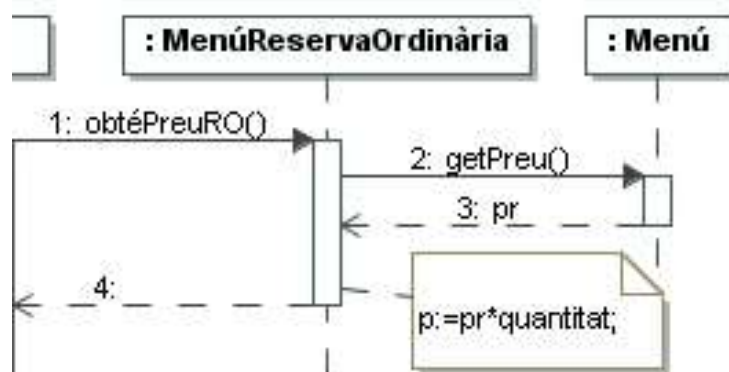 : MenúReservaOrdinària
: Menú
1: obtéPreuRO()
2: getPreu()
3: pr
4:
p:=pr*quantitat;